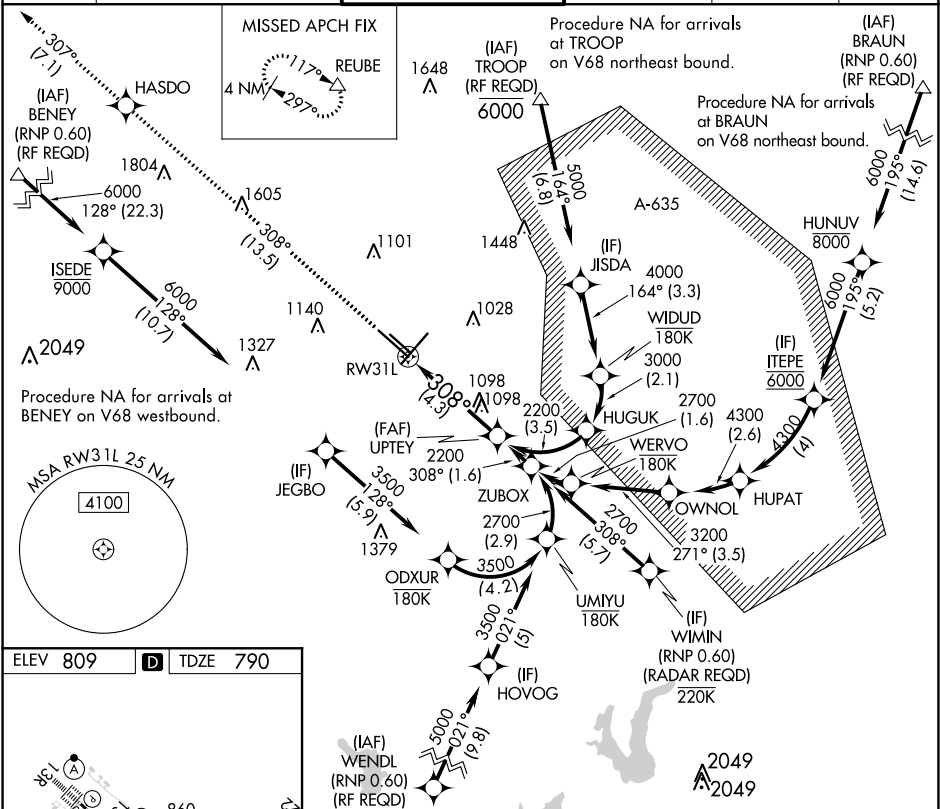 MISSED APCH FIX
117°
REUBE
4 NM
297°
Procedure NA for arrivals
at TROOP
on V68 northeast bound.
(IAF)
TROOP
(RF REQD)
6000
(IAF)
BRAUN
(RNP 0.60)
(RF REQD)
Procedure NA for arrivals
at BRAUN
on V68 northeast bound.
307°
(7.1)
HASDO
(IAF)
BENEY
(RNP 0.60)
(RF REQD)
1648
1804
6000
128° (22.3)
1605
5000
164°
(6.8)
A-635
6000
195°
(14.6)
HUNUV
8000
308°
(13.5)
1101
1448
(IF)
JISDA
ISEDE
9000
6000
128°
(10.7)
4000
164° (3.3)
6000
195°
(5.2)
1140
1028
WIDUD
180K
(IF)
ITEPE
6000
2049
1327
RW31L
3000
(2.1)
Procedure NA for arrivals at
BENEY on V68 westbound.
308°
(4.3)
1098
1098
2200
(3.5)
HUGUK
2700
(1.6)
4300
(2.6)
4300
(4)
(FAF)
UPTEY
2200
308° (1.6)
WERVO
180K
MSA RW31L 25 NM
4100
(IF)
JEGBO
3500
128°
(5.9)
ZUBOX
OWNOL
HUPAT
2700
(2.9)
2700
308°
(5.7)
3200
271° (3.5)
1379
ODXUR
180K
3500
(4.2)
UMIYU
180K
(IF)
WIMIN
(RNP 0.60)
(RADAR REQD)
220K
3500
021°
(5)
(IF)
HOVOG
ELEV 809
D
TDZE 790
5000
021°
(9.8)
(IAF)
WENDL
(RNP 0.60)
(RF REQD)
2049
2049
A
P
13R
860